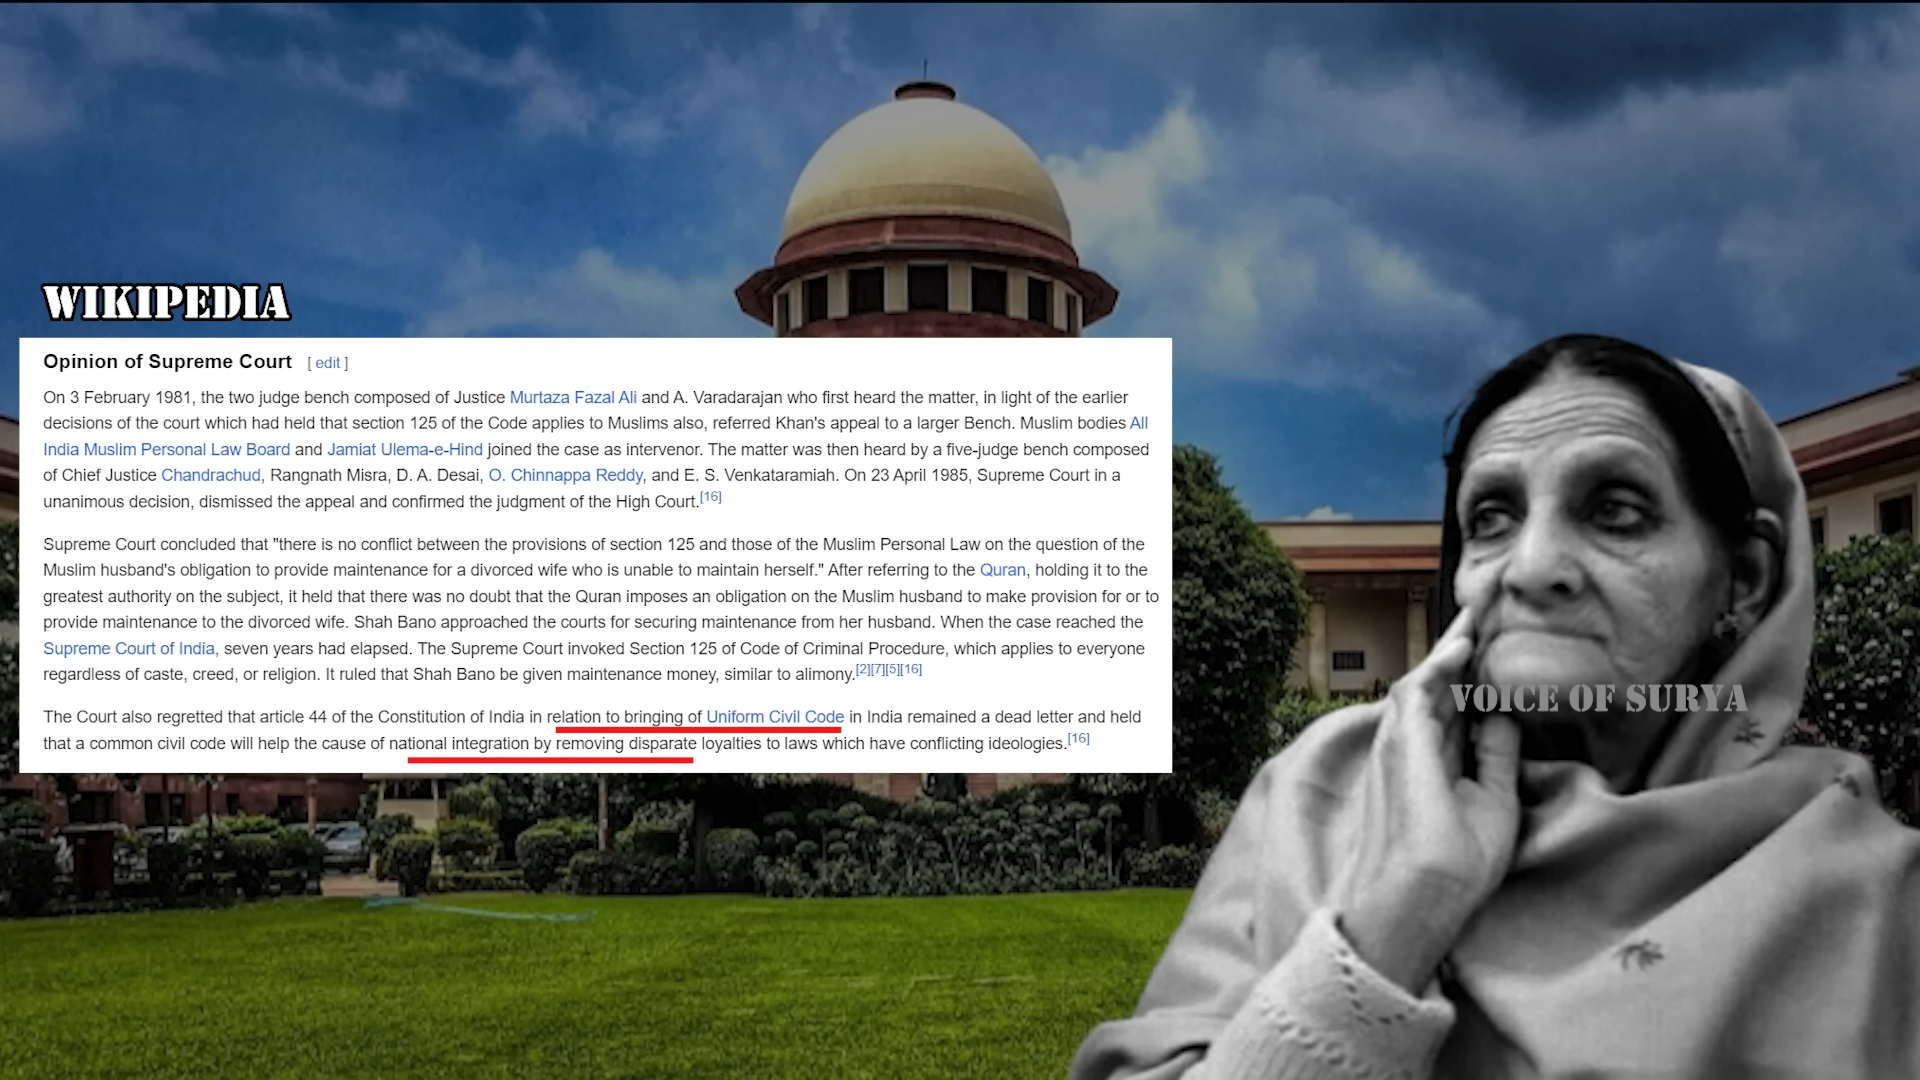 WIKIPEDIA
Opinion of Supreme Court [ edit ]
On 3 February 1981, the two judge bench composed of Justice Murtaza Fazal Ali and A. Varadarajan who first heard the matter, in light of the earlier
decisions of the court which had held that section 125 of the Code applies to Muslims also, referred Khan's appeal to a larger Bench. Muslim bodies All
India Muslim Personal Law Board and Jamiat Ulema-e-Hind joined the case as intervenor. The matter was then heard by a five-judge bench composed
of Chief Justice Chandrachud, Rangnath Misra, D. A. Desai, O. Chinnappa Reddy, and E. S. Venkataramiah. On 23 April 1985, Supreme Court in a
unanimous decision, dismissed the appeal and confirmed the judgment of the High Court.[16]
Supreme Court concluded that "there is no conflict between the provisions of section 125 and those of the Muslim Personal Law on the question of the
Muslim husband's obligation to provide maintenance for a divorced wife who is unable to maintain herself." After referring to the Quran, holding it to the
greatest authority on the subject, it held that there was no doubt that the Quran imposes an obligation on the Muslim husband to make provision for or to
provide maintenance to the divorced wife. Shah Bano approached the courts for securing maintenance from her husband. When the case reached the
Supreme Court of India, seven years had elapsed. The Supreme Court invoked Section 125 of Code of Criminal Procedure, which applies to everyone
regardless of caste, creed, or religion. It ruled that Shah Bano be given maintenance money, similar to alimony.[2][7][5][16]
The Court also regretted that article 44 of the Constitution of India in relation to bringing of Uniform Civil Code in India remained a dead letter and held
that a common civil code will help the cause of national integration by removing disparate loyalties to laws which have conflicting ideologies.[16]
VOICE OF SURYA